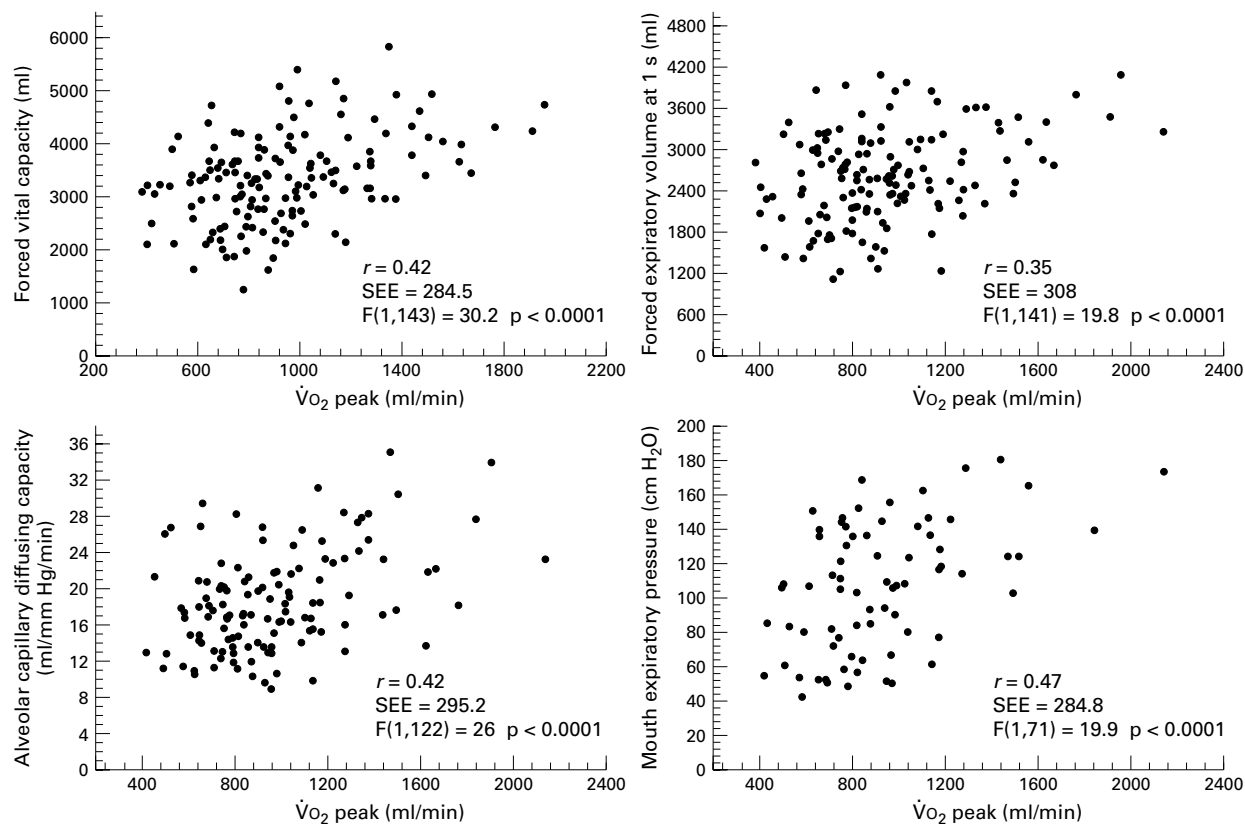 Forced vital capacity (ml)
6000
5000
4000
3000
2000
1000
0
r = 0.42
SEE = 284.5
F(1,143) = 30.2 p < 0.0001
200 600 1000 1400 1800 2200
V̇O₂ peak (ml/min)
Forced expiratory volume at 1 s (ml)
4800
4200
3600
3000
2400
1800
1200
600
0
r = 0.35
SEE = 308
F(1,141) = 19.8 p < 0.0001
400 800 1200 1600 2000 2400
V̇O₂ peak (ml/min)
Alveolar capillary diffusing capacity
(ml/mm Hg/min)
36
32
28
24
20
16
12
8
4
0
r = 0.42
SEE = 295.2
F(1,122) = 26 p < 0.0001
400 800 1200 1600 2000 2400
V̇O₂ peak (ml/min)
Mouth expiratory pressure (cm H₂O)
200
180
160
140
120
100
80
60
40
20
0
r = 0.47
SEE = 284.8
F(1,71) = 19.9 p < 0.0001
400 800 1200 1600 2000 2400
V̇O₂ peak (ml/min)